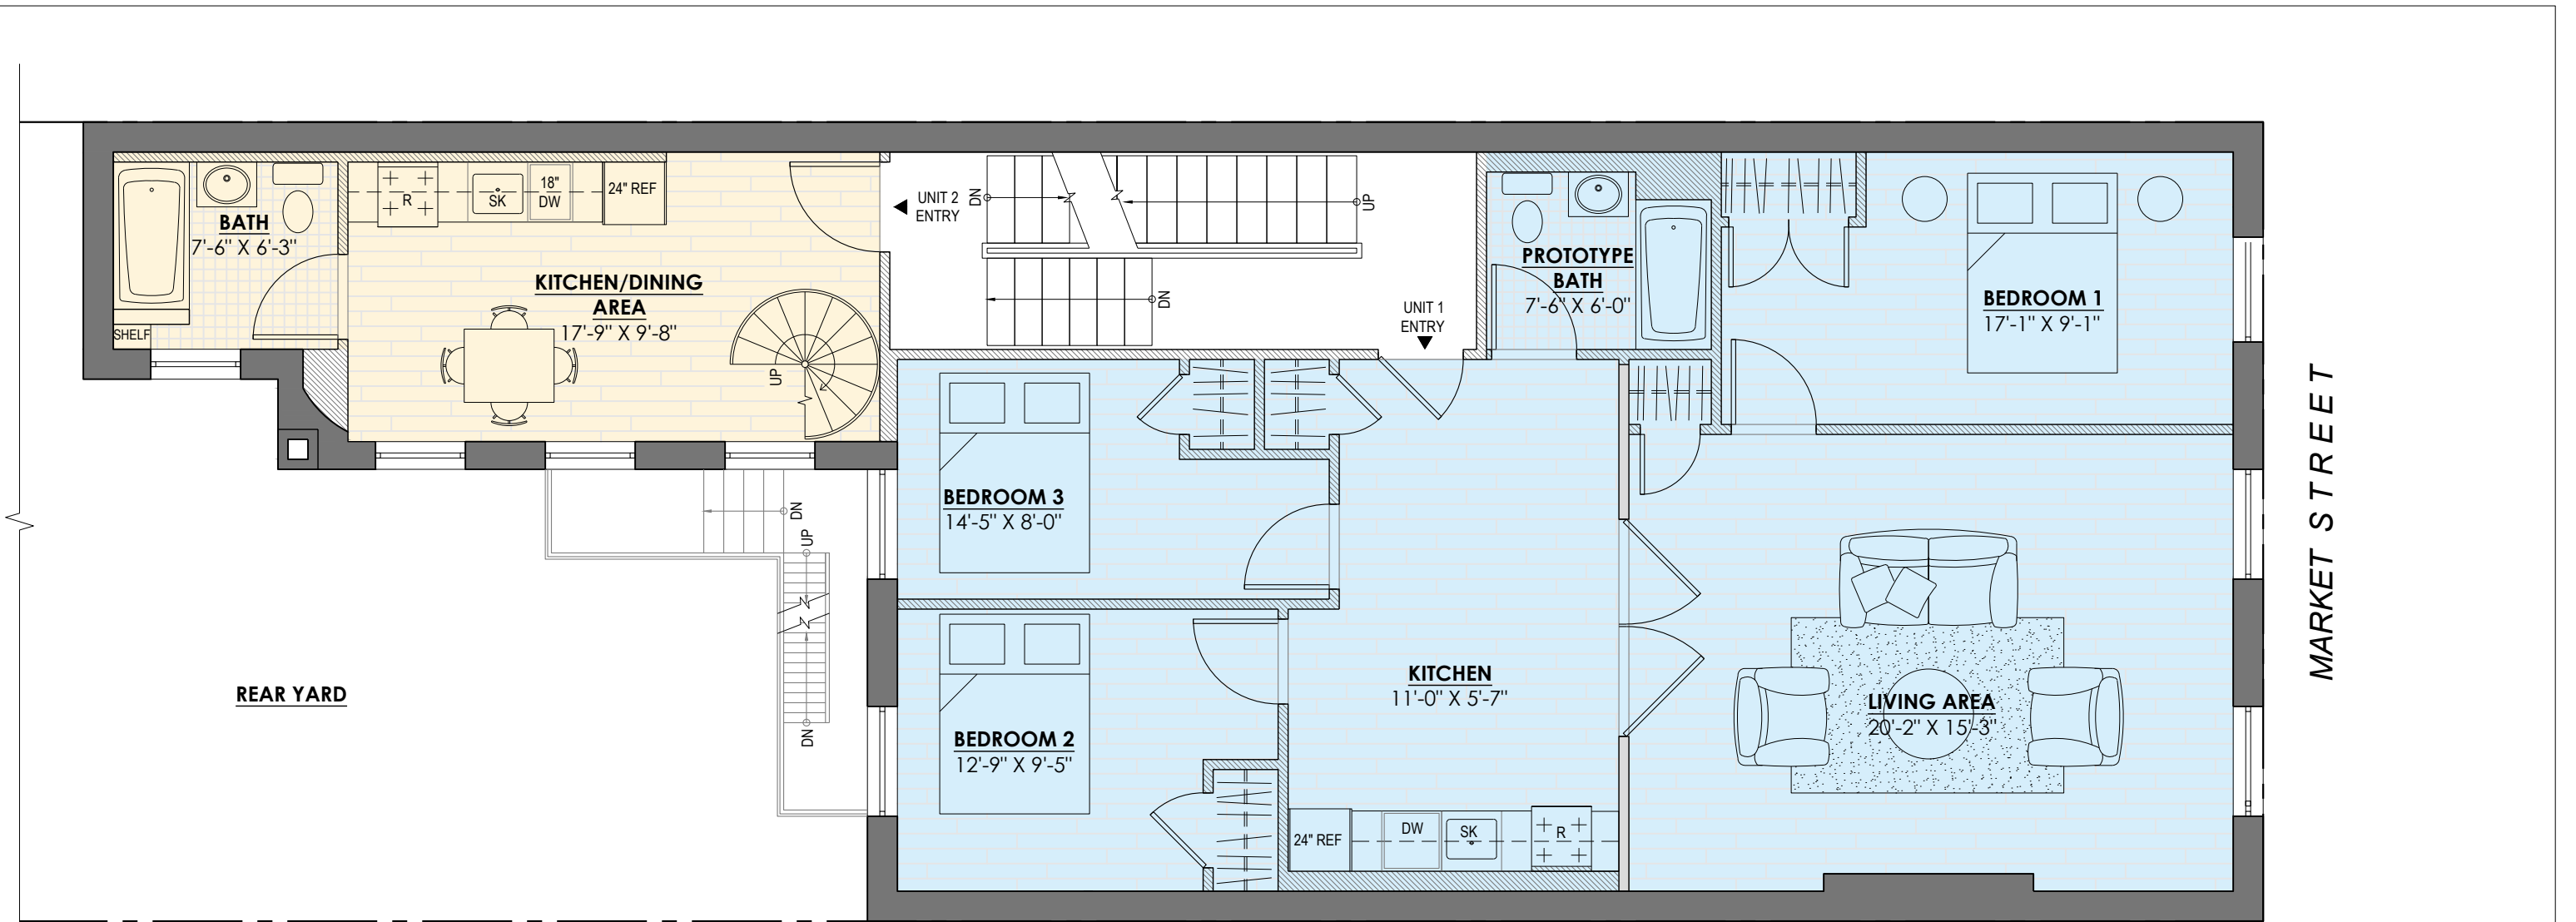 BATH
7'-6" X 6'-3"
SHELF
R
SK
18"
DW
24" REF
KITCHEN/DINING
AREA
17'-9" X 9'-8"
UP
UNIT 2
ENTRY
DN
UP
DN
UNIT 1
ENTRY
PROTOTYPE
BATH
7'-6" X 6'-0"
BEDROOM 1
17'-1" X 9'-1"
MARKET STREET
BEDROOM 3
14'-5" X 8'-0"
DN
UP
DN
REAR YARD
BEDROOM 2
12'-9" X 9'-5"
KITCHEN
11'-0" X 5'-7"
24" REF
DW
SK
R
LIVING AREA
20'-2" X 15'-3"